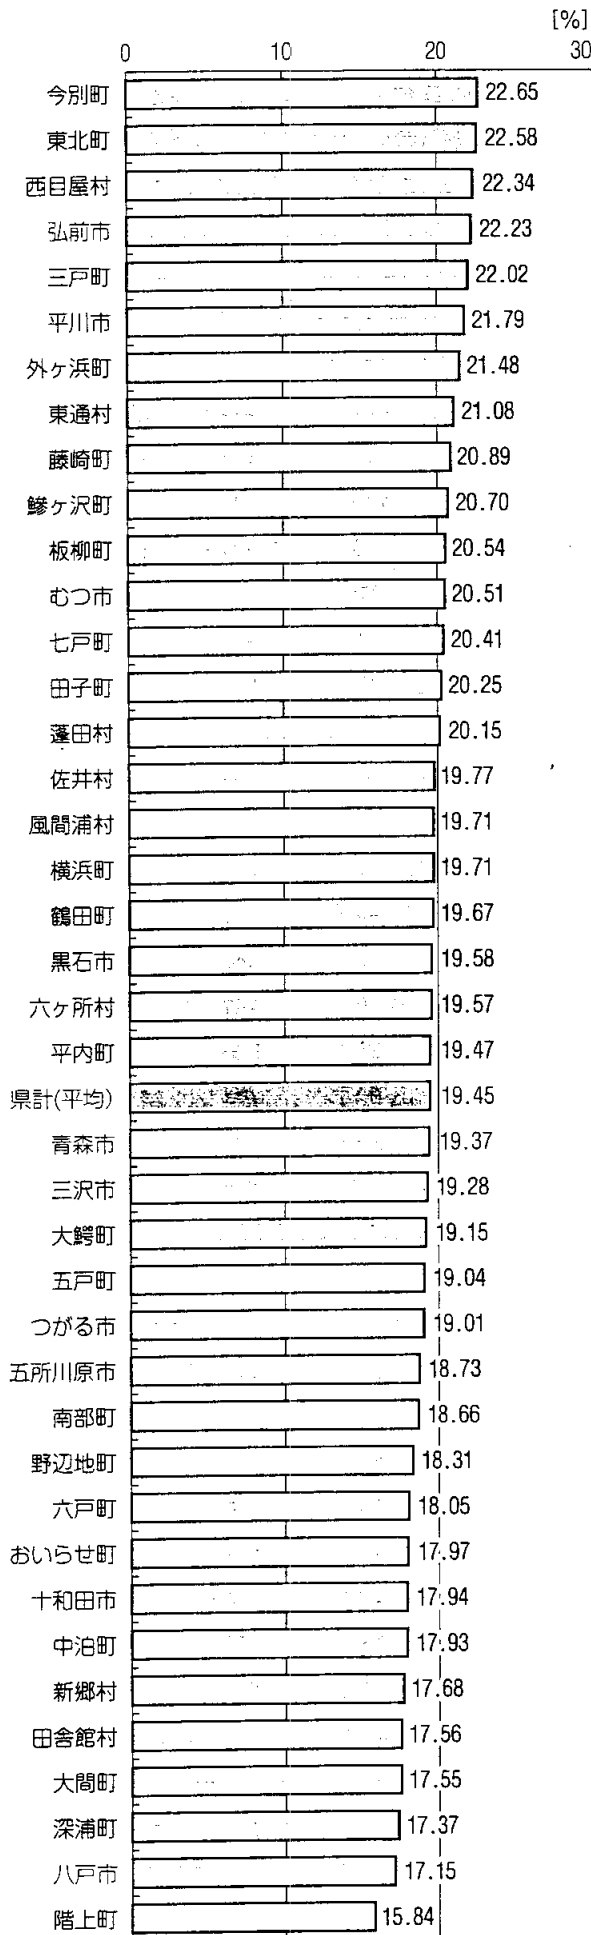 [%]
0 10 20 30
今別町 22.65
東北町 22.58
西目屋村 22.34
弘前市 22.23
三戸町 22.02
平川市 21.79
外ヶ浜町 21.48
東通村 21.08
藤崎町 20.89
鰺ヶ沢町 20.70
板柳町 20.54
むつ市 20.51
七戸町 20.41
田子町 20.25
蓬田村 20.15
佐井村 19.77
風間浦村 19.71
横浜町 19.71
鶴田町 19.67
黒石市 19.58
六ヶ所村 19.57
平内町 19.47
県計(平均) 19.45
青森市 19.37
三沢市 19.28
大鰐町 19.15
五戸町 19.04
つがる市 19.01
五所川原市 18.73
南部町 18.66
野辺地町 18.31
六戸町 18.05
おいらせ町 17.97
十和田市 17.94
中泊町 17.93
新郷村 17.68
田舎館村 17.56
大間町 17.55
深浦町 17.37
八戸市 17.15
階上町 15.84